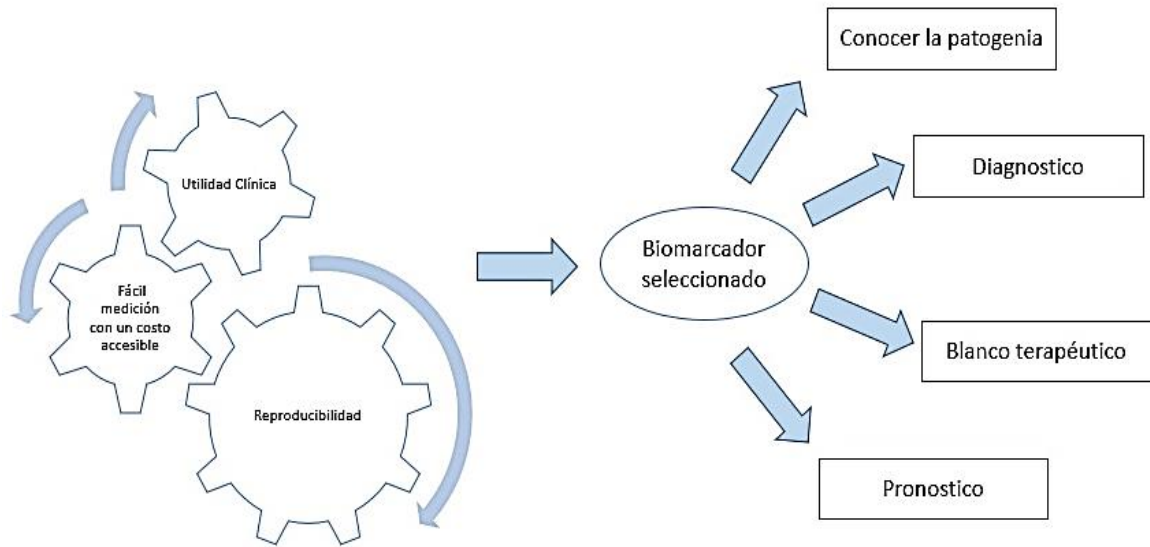 Utilidad Clínica
Fácil
medición
con un costo
accesible
Reproducibilidad
Biomarcador
seleccionado
Conocer la patogenia
Diagnostico
Blanco terapéutico
Pronostico